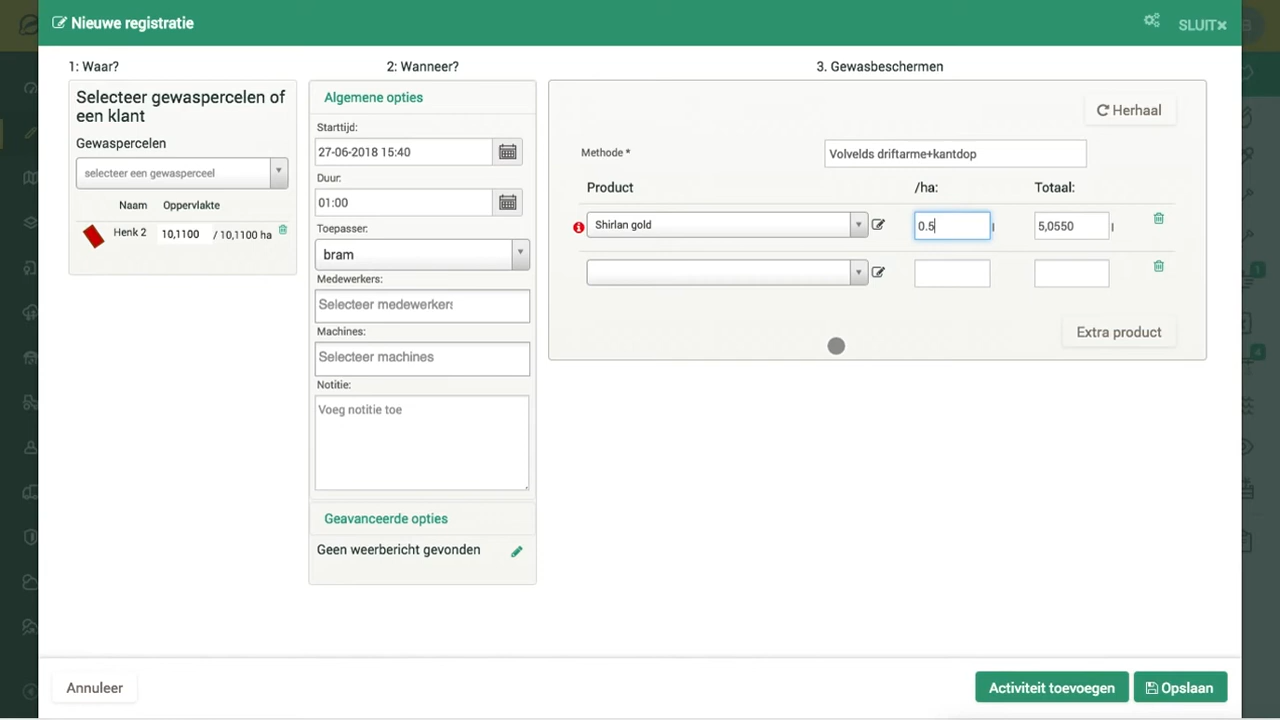 Nieuwe registratie
SLUIT×
1: Waar?
2: Wanneer?
3. Gewasbeschermen
Selecteer gewaspercelen of
een klant
Gewaspercelen
selecteer een gewasperceel
Naam Oppervlakte
Henk 2 10,1100 / 10,1100 ha
Algemene opties
Starttijd:
27-06-2018 15:40
Duur:
01:00
Toepasser:
bram
Medewerkers:
Selecteer medewerkers
Machines:
Selecteer machines
Notitie:
Voeg notitie toe
Geavanceerde opties
Geen weerbericht gevonden
Herhaal
Methode * Volvelds driftarme+kantdop
Product /ha: Totaal:
Shirlan gold 0.5 l 5,0550 l
Extra product
Annuleer
Activiteit toevoegen
Opslaan